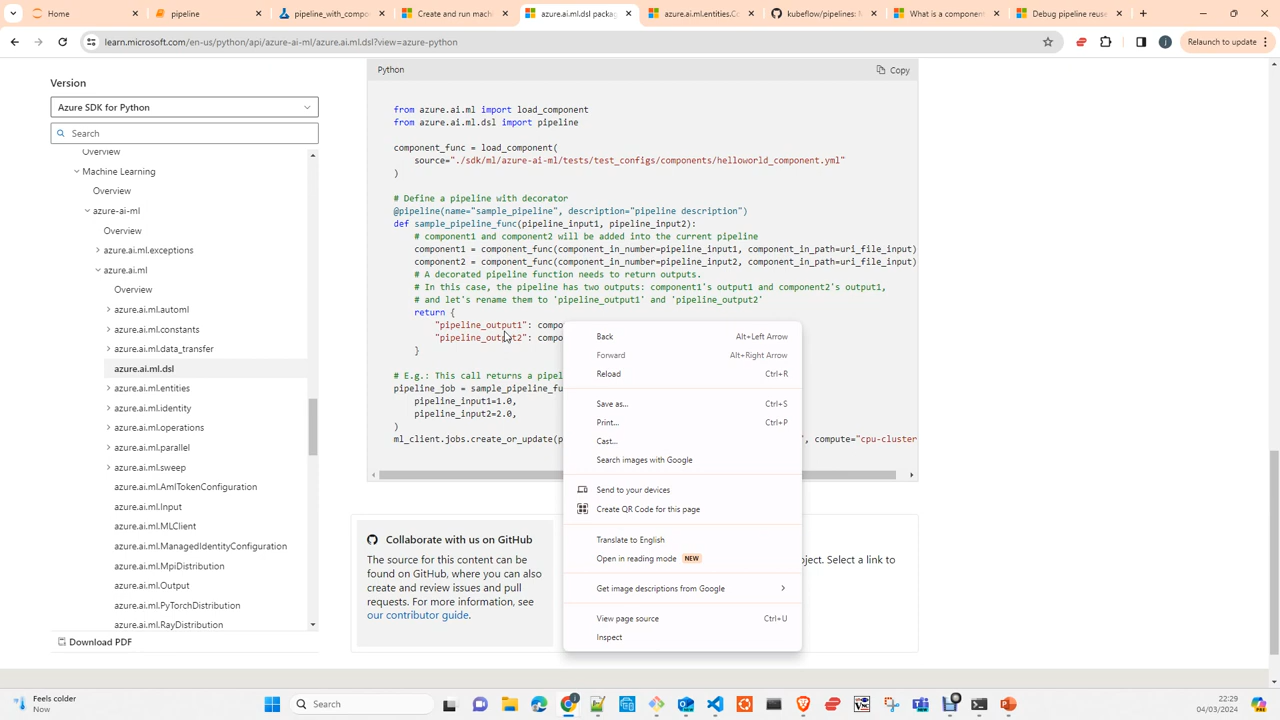 Home
pipeline
pipeline_with_compo
Create and run machi
azure.ai.ml.dsl packag
azure.ai.ml.entities.Co
kubeflow/pipelines: M
What is a component
Debug pipeline reuse
learn.microsoft.com/en-us/python/api/azure-ai-ml/azure.ai.ml.dsl?view=azure-python
Relaunch to update
Version
Azure SDK for Python
Search
Overview
Machine Learning
Overview
azure-ai-ml
Overview
azure.ai.ml.exceptions
azure.ai.ml
Overview
azure.ai.ml.automl
azure.ai.ml.constants
azure.ai.ml.data_transfer
azure.ai.ml.dsl
azure.ai.ml.entities
azure.ai.ml.identity
azure.ai.ml.operations
azure.ai.ml.parallel
azure.ai.ml.sweep
azure.ai.ml.AmlTokenConfiguration
azure.ai.ml.Input
azure.ai.ml.MLClient
azure.ai.ml.ManagedIdentityConfiguration
azure.ai.ml.MpiDistribution
azure.ai.ml.Output
azure.ai.ml.PyTorchDistribution
azure.ai.ml.RayDistribution
Download PDF
Python
Copy
from azure.ai.ml import load_component
from azure.ai.ml.dsl import pipeline
component_func = load_component(
source="./sdk/ml/azure-ai-ml/tests/test_configs/components/helloworld_component.yml"
)
# Define a pipeline with decorator
@pipeline(name="sample_pipeline", description="pipeline description")
def sample_pipeline_func(pipeline_input1, pipeline_input2):
# component1 and component2 will be added into the current pipeline
component1 = component_func(component_in_number=pipeline_input1, component_in_path=uri_file_input)
component2 = component_func(component_in_number=pipeline_input2, component_in_path=uri_file_input)
# A decorated pipeline function needs to return outputs.
# In this case, the pipeline has two outputs: component1's output1 and component2's output1,
# and let's rename them to 'pipeline_output1' and 'pipeline_output2'
return {
"pipeline_output1": compo
"pipeline_output2": compo
}
# E.g.: This call returns a pipel
pipeline_job = sample_pipeline_fu
pipeline_input1=1.0,
pipeline_input2=2.0,
)
ml_client.jobs.create_or_update(p ", compute="cpu-cluster
Back Alt+Left Arrow
Forward Alt+Right Arrow
Reload Ctrl+R
Save as... Ctrl+S
Print... Ctrl+P
Cast...
Search images with Google
Send to your devices
Create QR Code for this page
Translate to English
Open in reading mode NEW
Get image descriptions from Google
View page source Ctrl+U
Inspect
Collaborate with us on GitHub
The source for this content can be
found on GitHub, where you can
also create and review issues and pull
requests. For more information, see
our contributor guide.
oject. Select a link to
Feels colder
Now
Search
22:29
04/03/2024